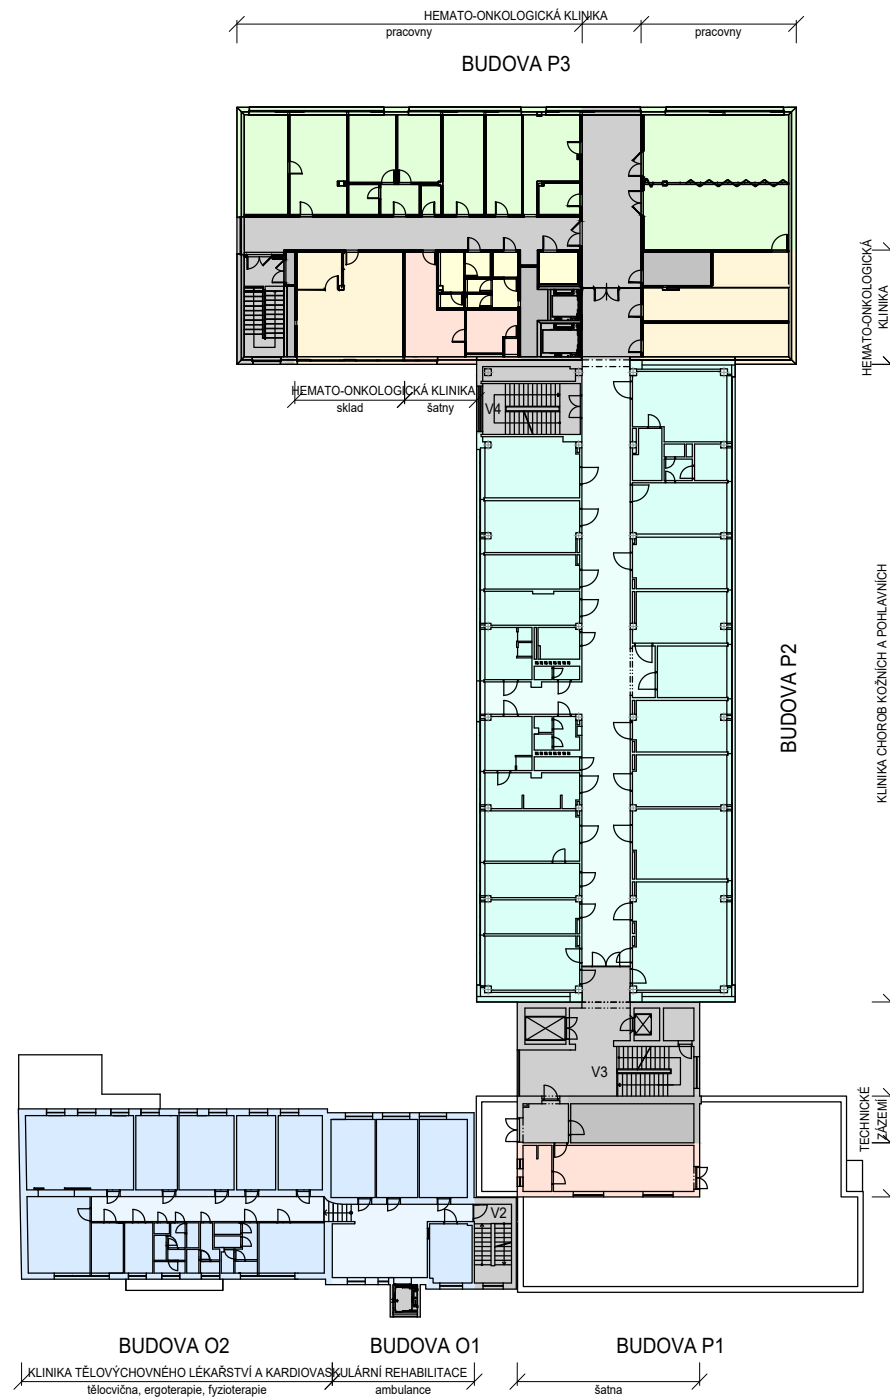 HEMATO-ONKOLOGICKÁ KLINIKA
pracovny
pracovny
BUDOVA P3
HEMATO-ONKOLOGICKÁ
KLINIKA
HEMATO-ONKOLOGICKÁ KLINIKA
sklad
šatny
V4
BUDOVA P2
KLINIKA CHOROB KOŽNÍCH A POHLAVNÍCH
V3
TECHNICKÉ
ZÁZEMÍ
V2
BUDOVA O2
BUDOVA O1
BUDOVA P1
KLINIKA TĚLOVÝCHOVNÉHO LÉKAŘSTVÍ A KARDIOVASKULÁRNÍ REHABILITACE
tělocvična, ergoterapie, fyzioterapie
ambulance
šatna